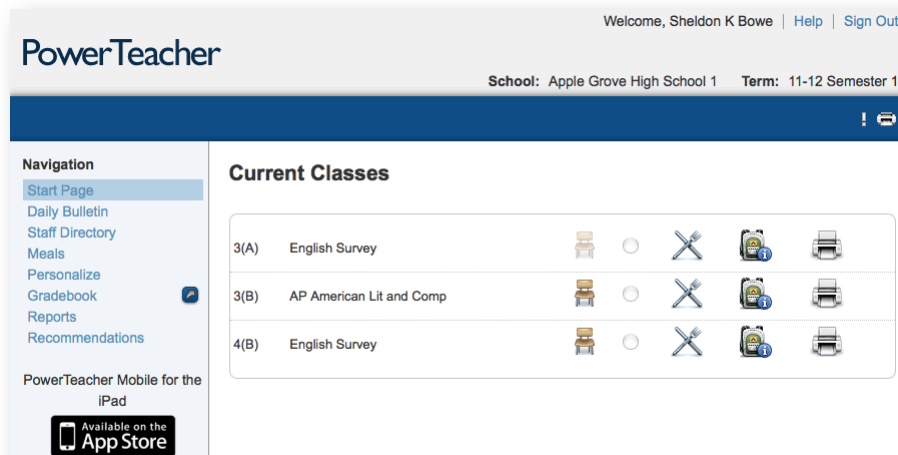 Welcome, Sheldon K Bowe | Help | Sign Out
PowerTeacher
School: Apple Grove High School 1 Term: 11-12 Semester 1
!
Navigation
Start Page
Daily Bulletin
Staff Directory
Meals
Personalize
Gradebook
Reports
Recommendations
PowerTeacher Mobile for the
iPad
Available on the
App Store
Current Classes
3(A) English Survey
3(B) AP American Lit and Comp
4(B) English Survey